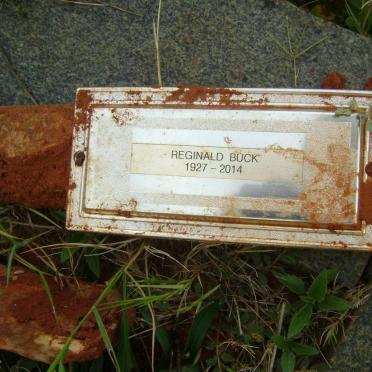 REGINALD BUCK
1927 - 2014